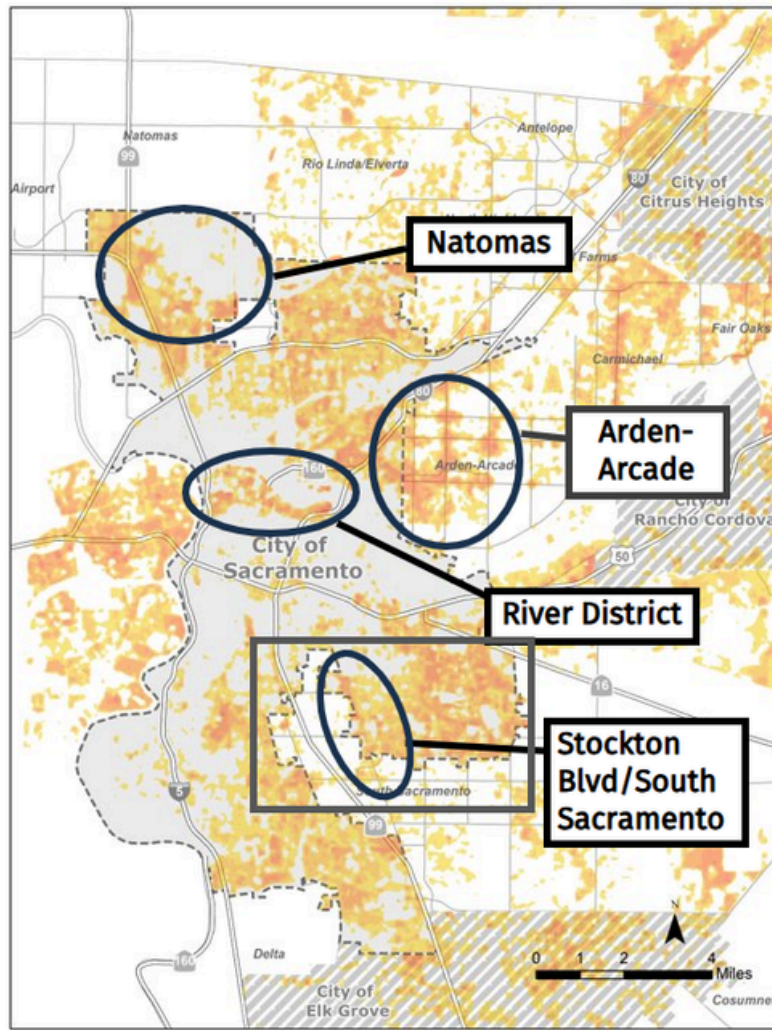 Natomas
Antelope
99
Rio Linda/Elverta
Airport
80
City of
Citrus Heights
Natomas
Farms
Fair Oaks
Carmichael
80
Arden-
Arcade
Arden-Arcade
160
City of
Rancho Cordova
City of
Sacramento
50
River District
16
Stockton
Blvd/South
Sacramento
South Sacramento
5
99
N
Delta
160
0 1 2 4
Miles
City of
Elk Grove
Cosumne